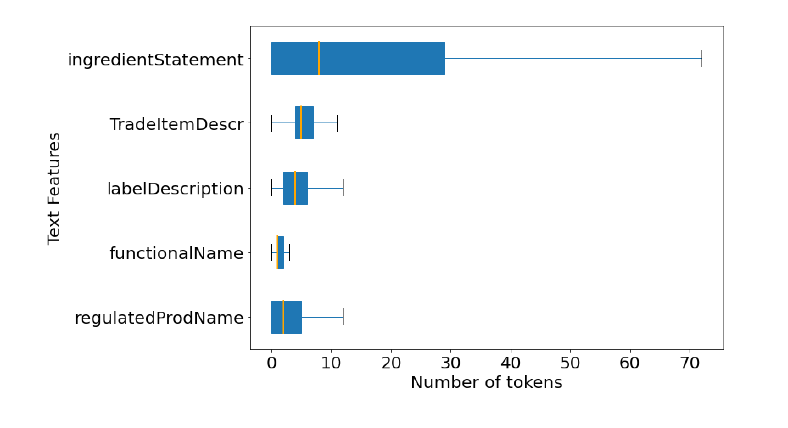 ingredientStatement
TradeItemDescr
labelDescription
functionalName
regulatedProdName
Text Features
0 10 20 30 40 50 60 70
Number of tokens